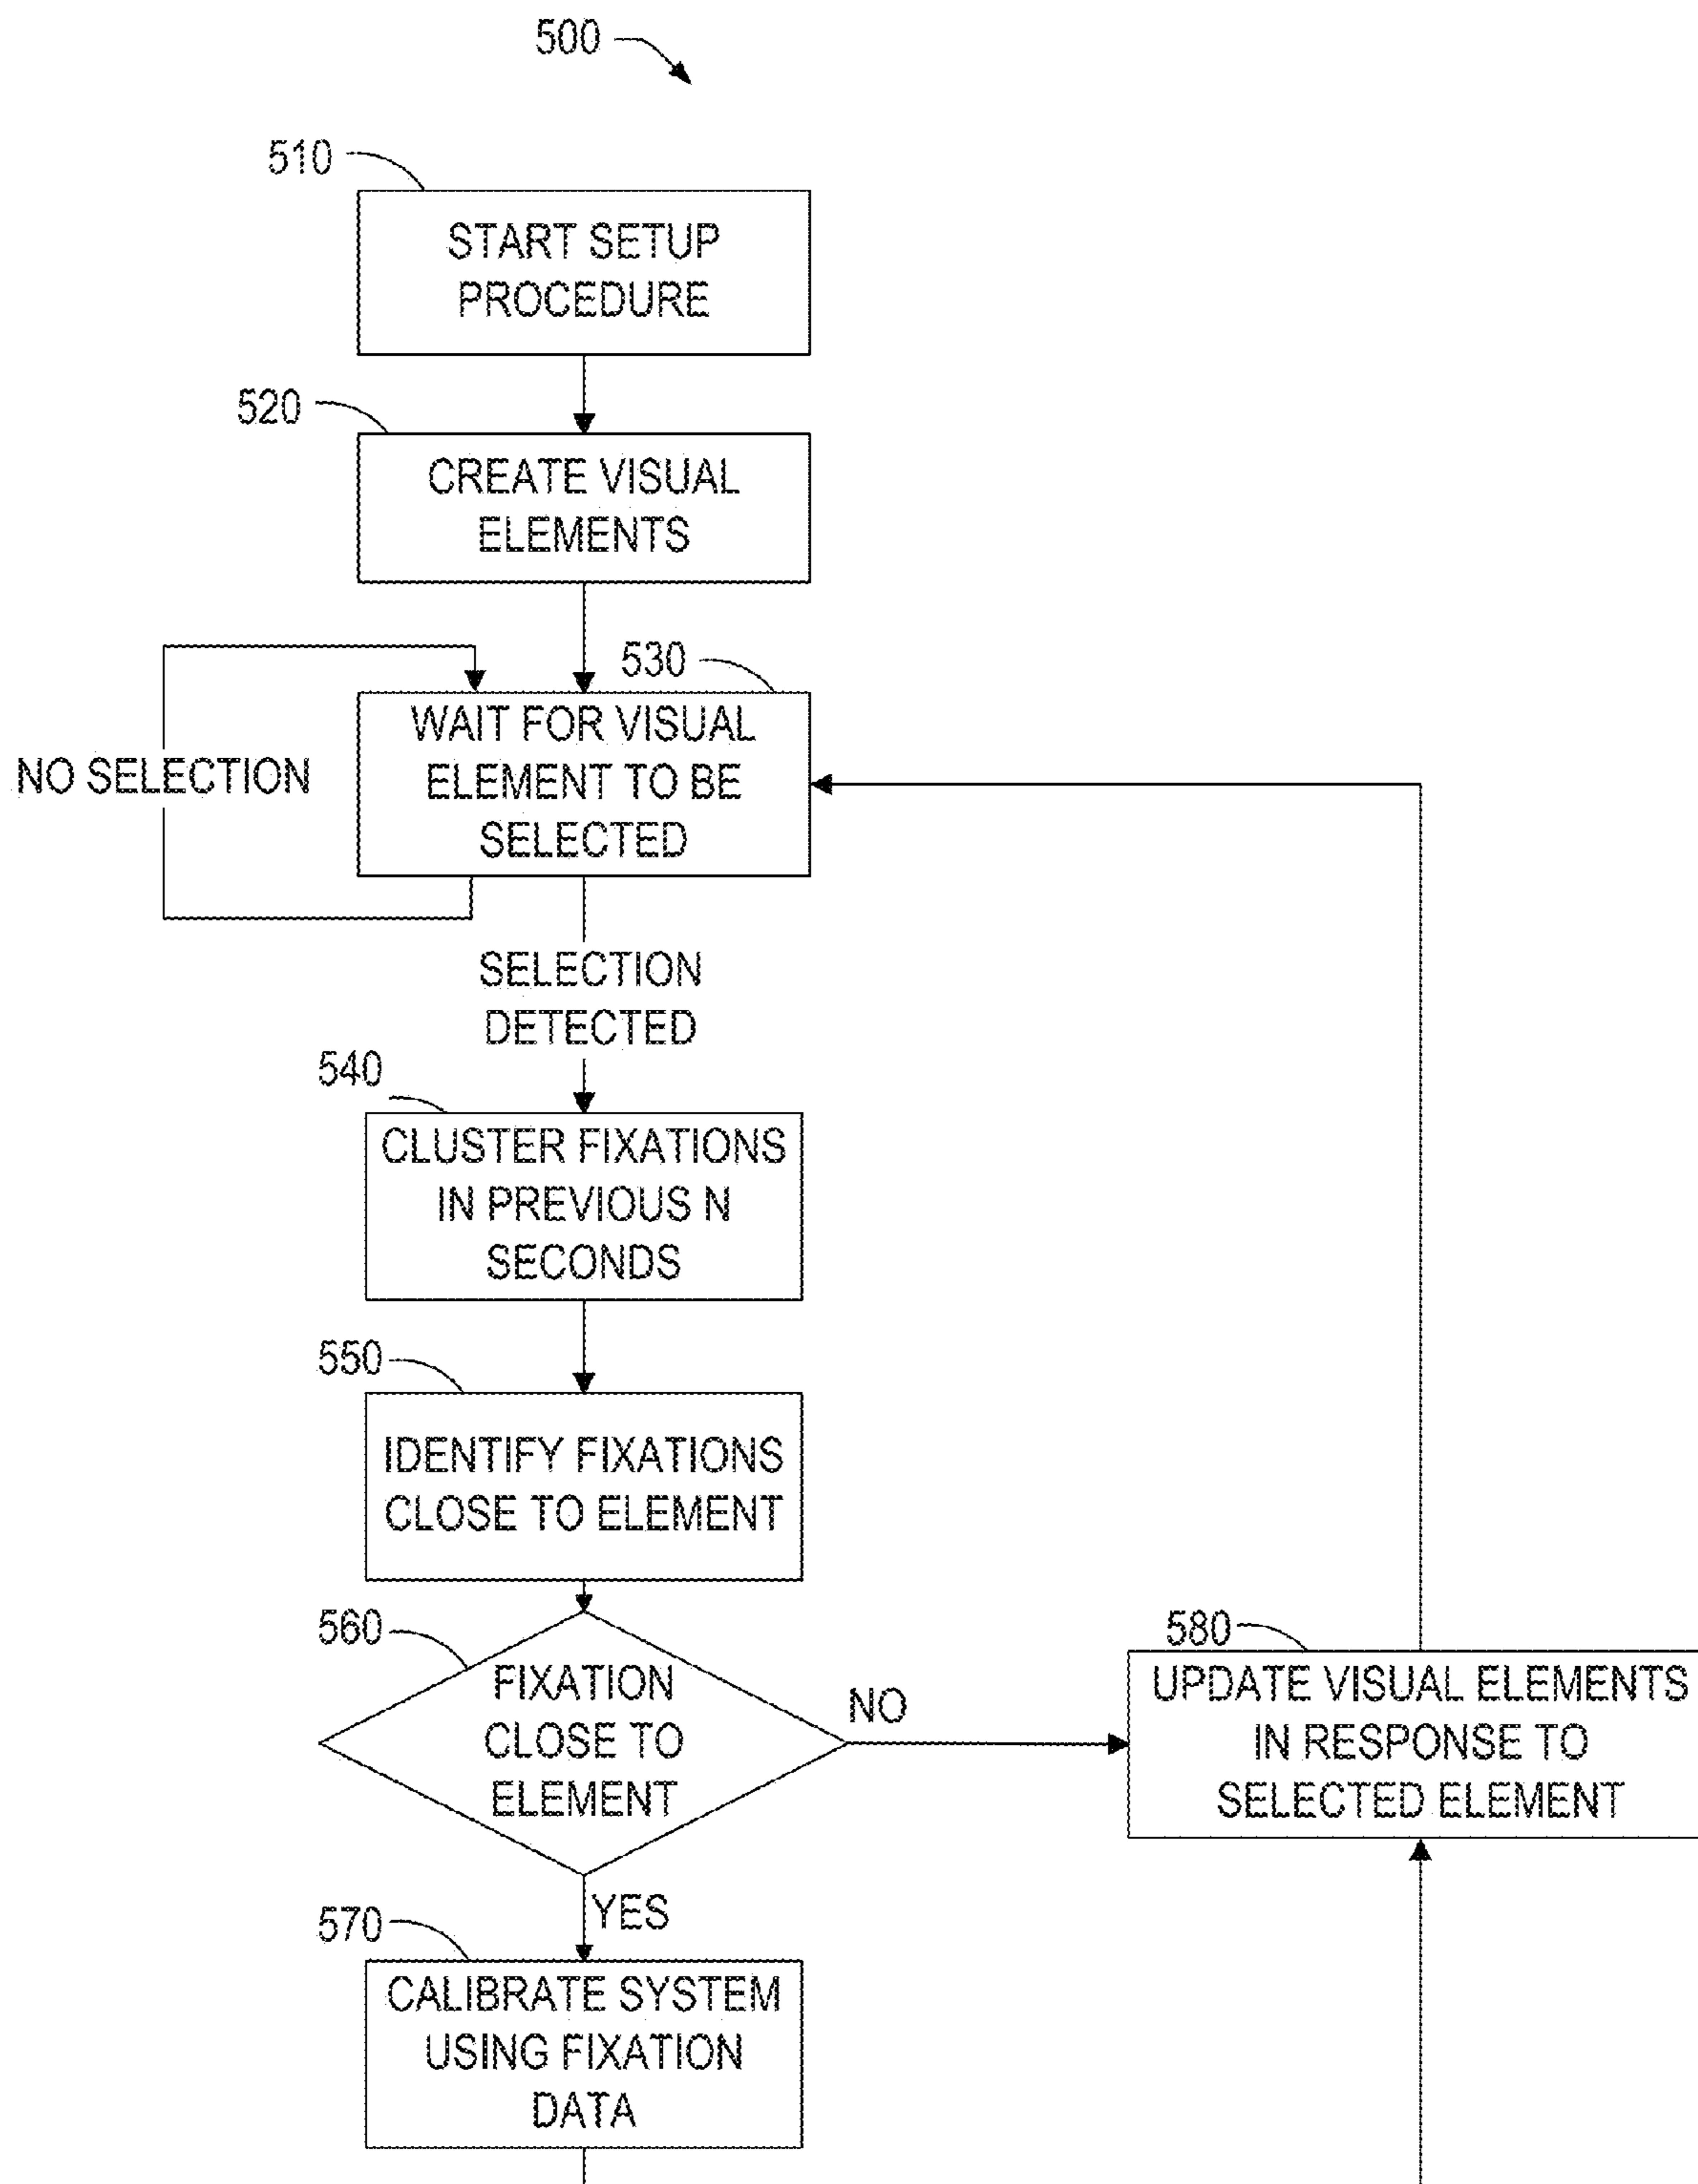 500
510
START SETUP
PROCEDURE
520
CREATE VISUAL
ELEMENTS
530
WAIT FOR VISUAL
ELEMENT TO BE
SELECTED
NO SELECTION
SELECTION
DETECTED
540
CLUSTER FIXATIONS
IN PREVIOUS N
SECONDS
550
IDENTIFY FIXATIONS
CLOSE TO ELEMENT
560
FIXATION
CLOSE TO
ELEMENT
NO
580
UPDATE VISUAL ELEMENTS
IN RESPONSE TO
SELECTED ELEMENT
YES
570
CALIBRATE SYSTEM
USING FIXATION
DATA